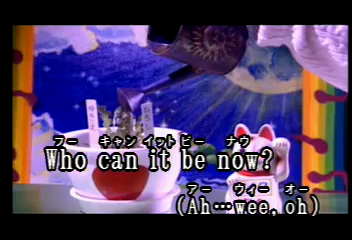 フー キャン イット ビー ナウ
Who can it be now?
アー ウィー オー
(Ah…wee,oh)